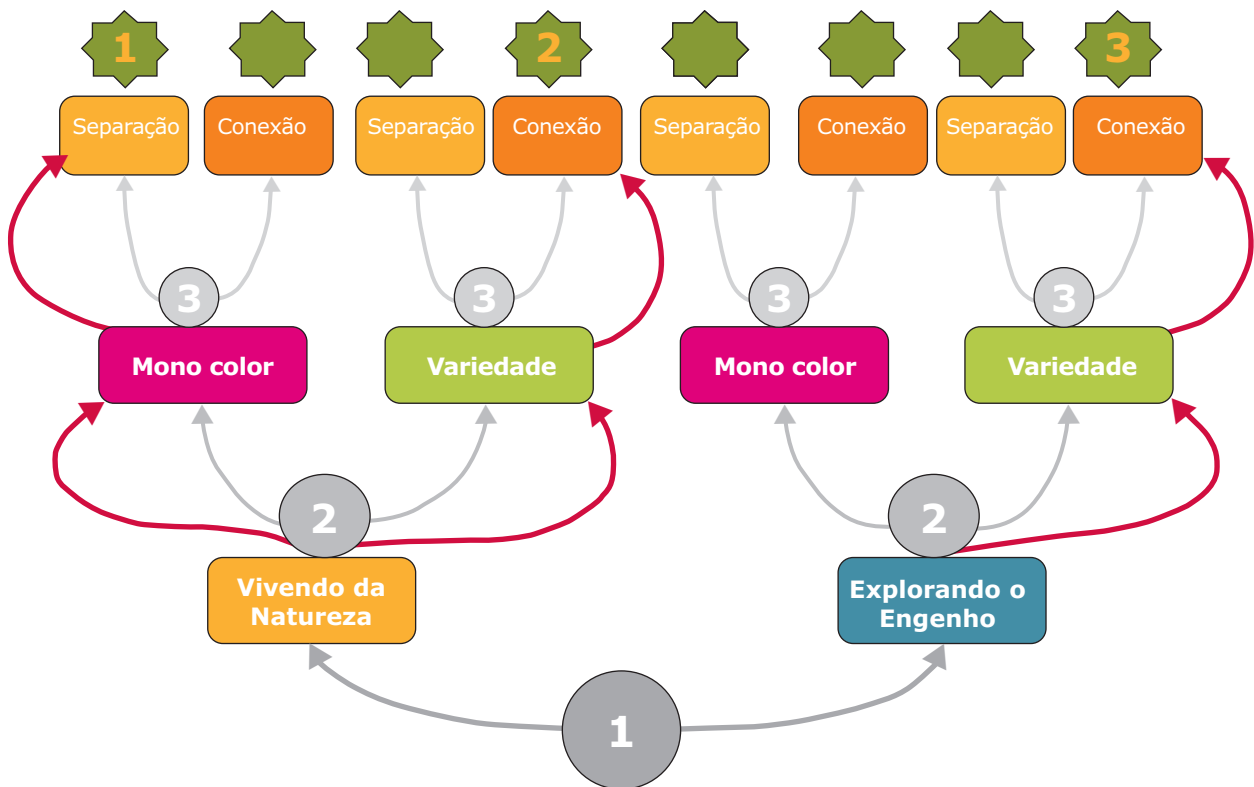 1 2 3
Separação Conexão Separação Conexão Separação Conexão Separação Conexão
3 3 3 3
Mono color Variedade Mono color Variedade
2 2
Vivendo da
Natureza
Explorando o
Engenho
1